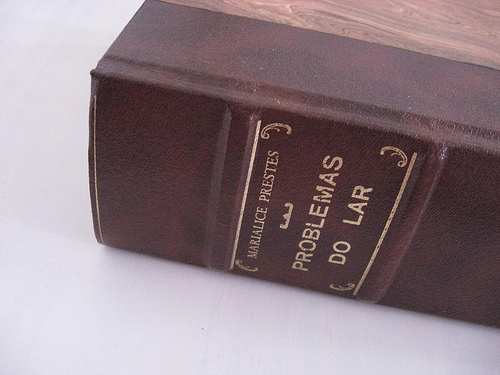 MARIALICE PRESTES
PROBLEMAS
DO LAR